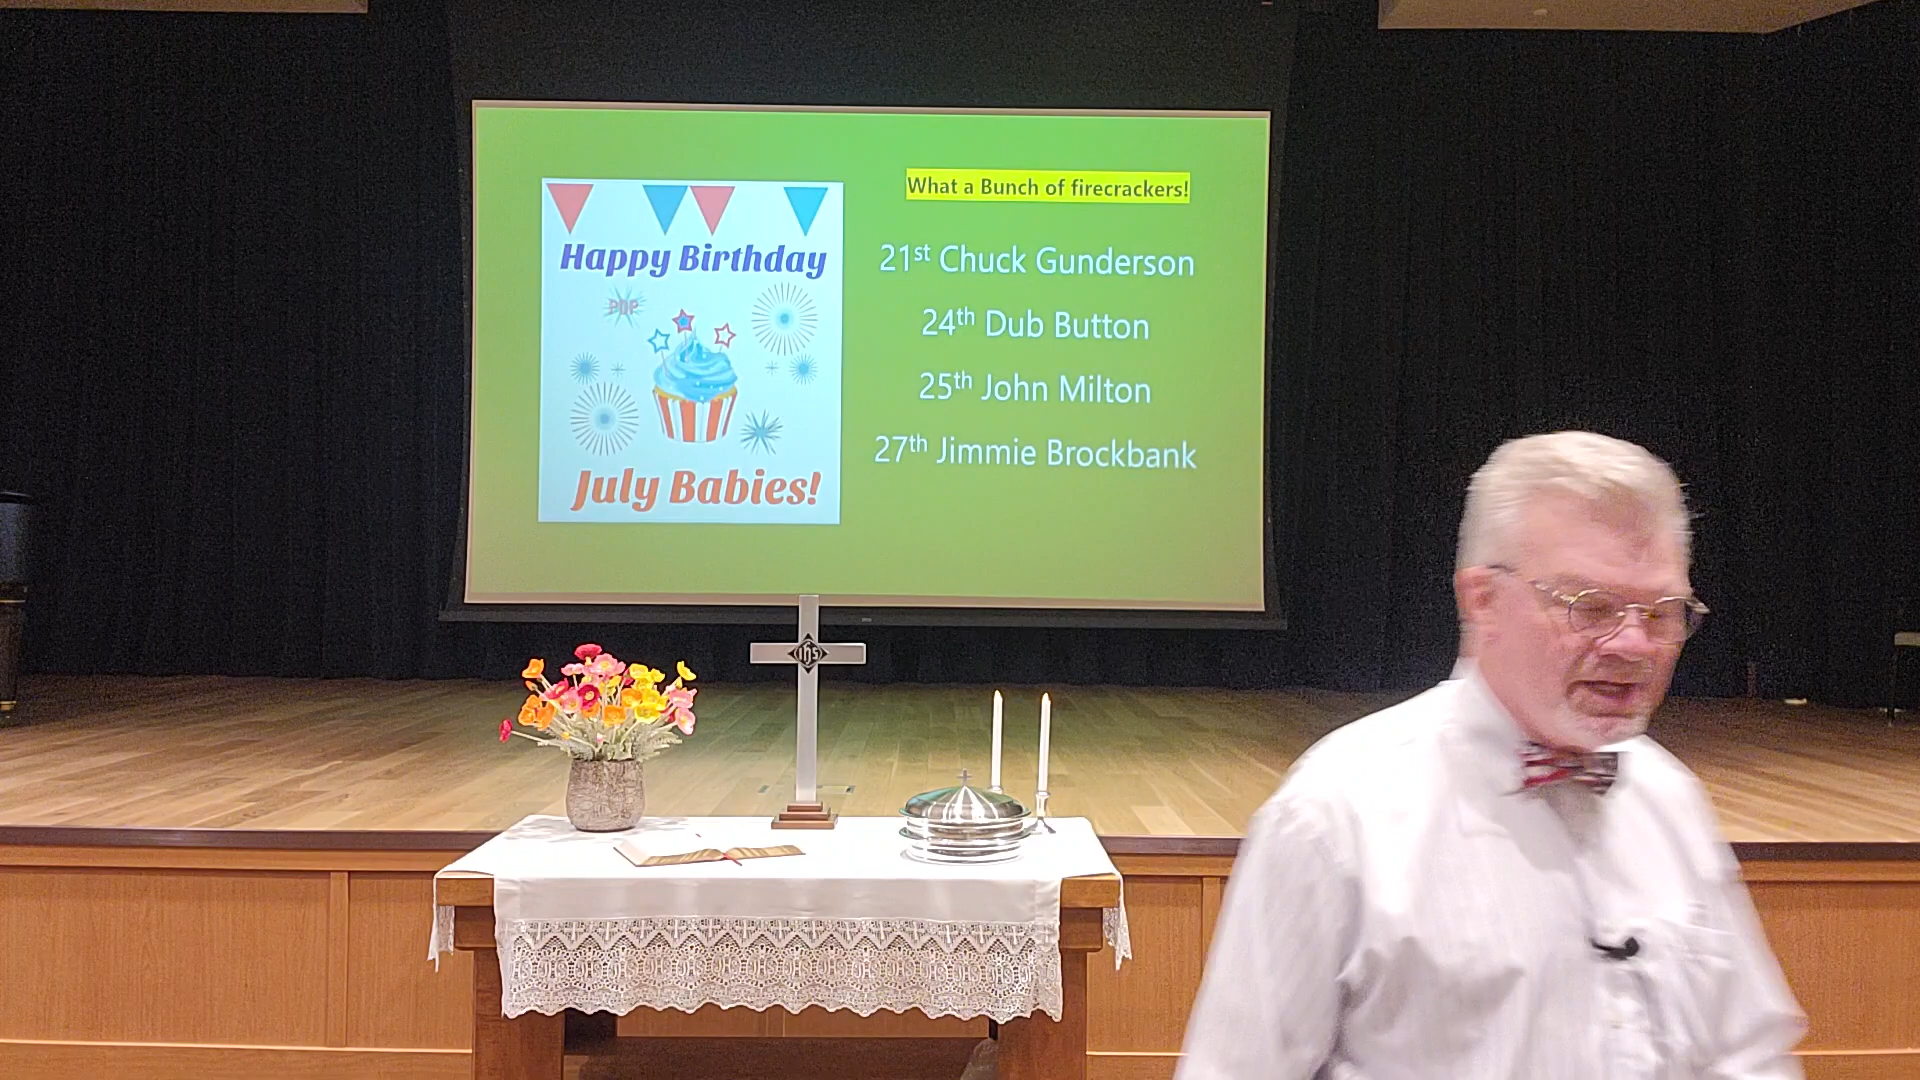 What a Bunch of firecrackers!
Happy Birthday
POP
July Babies!
21st Chuck Gunderson
24th Dub Button
25th John Milton
27th Jimmie Brockbank
IHS